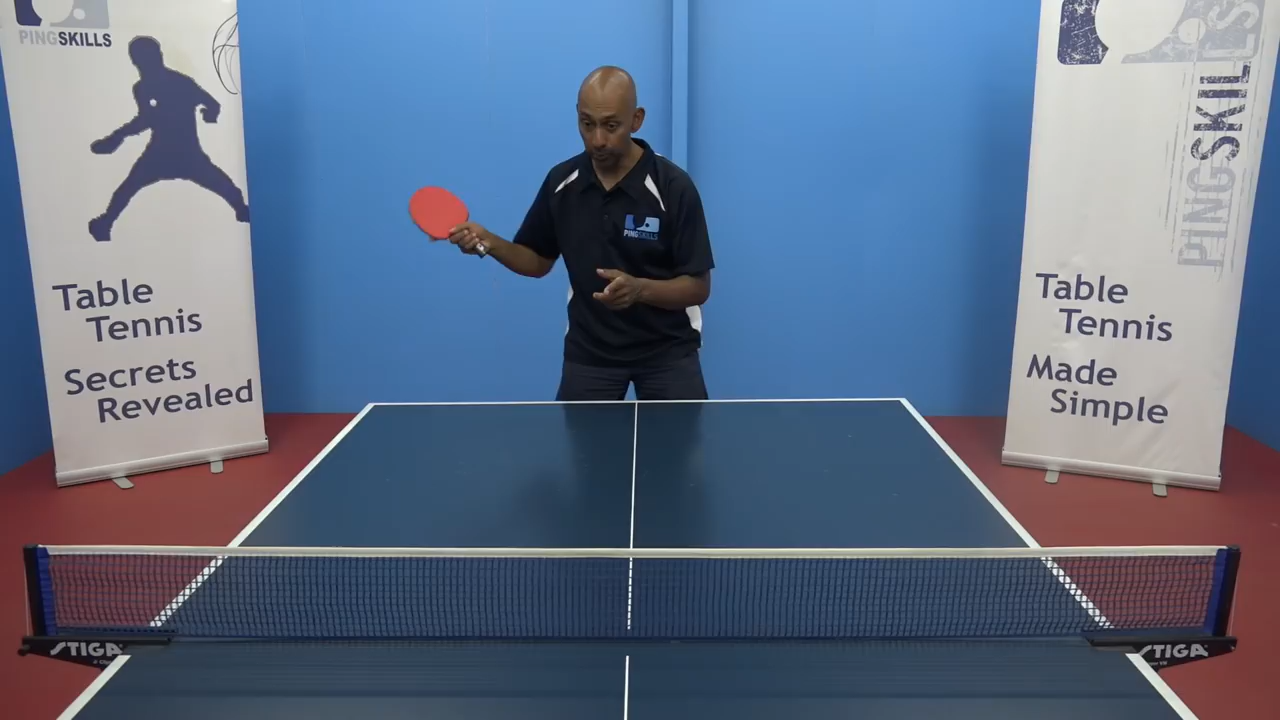 PINGSKILLS
Table
Tennis
Secrets
Revealed
PINGSKILLS
PINGSKILLS
Table
Tennis
Made
Simple
STIGA
STIGA